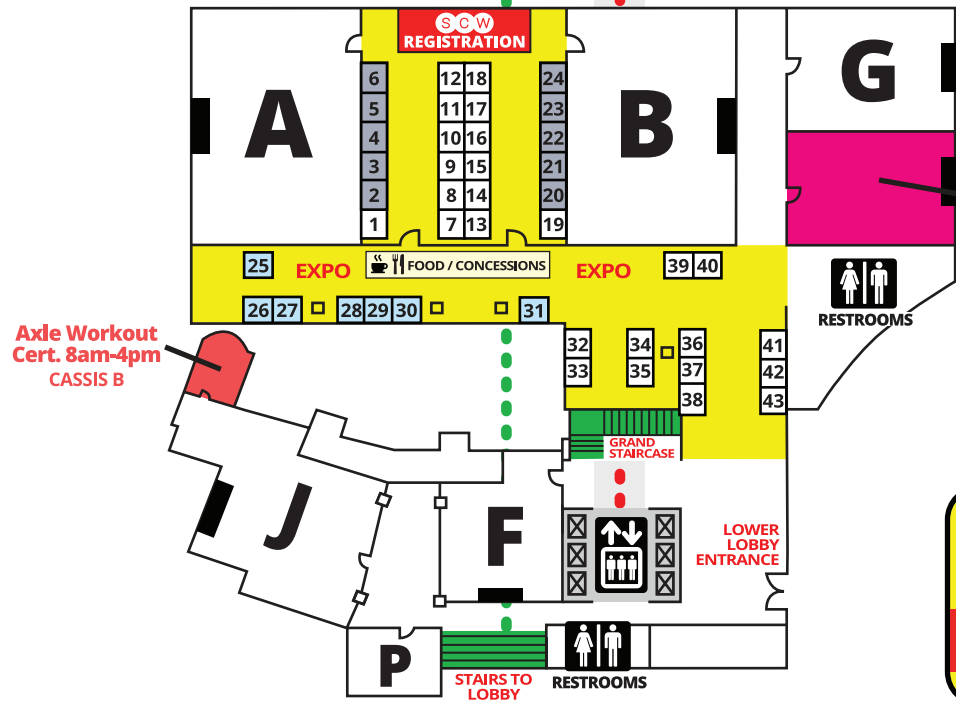 SCW
REGISTRATION
A
B
G
6 12 18 24
5 11 17 23
4 10 16 22
3 9 15 21
2 8 14 20
1 7 13 19
25
EXPO
FOOD / CONCESSIONS
EXPO
39 40
26 27 28 29 30 31
RESTROOMS
32 34 36 41
33 35 37 42
38 43
Axle Workout
Cert. 8am-4pm
CASSIS B
GRAND
STAIRCASE
J
F
LOWER
LOBBY
ENTRANCE
P
STAIRS TO
LOBBY
RESTROOMS